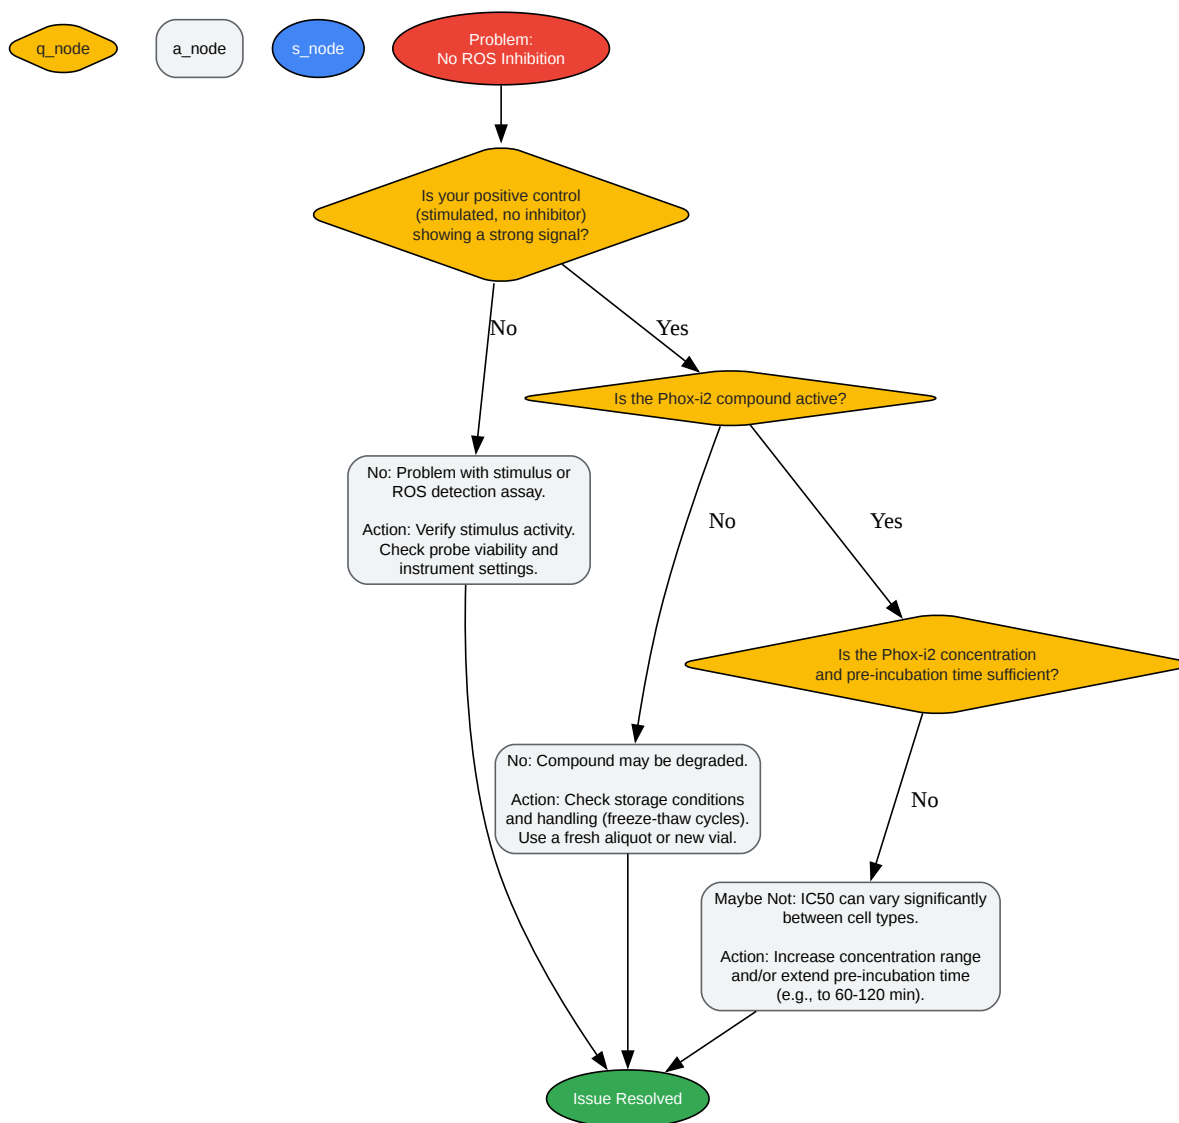 q_node
a_node
s_node
Problem:
No ROS Inhibition
Is your positive control
(stimulated, no inhibitor)
showing a strong signal?
No
Yes
Is the Phox-i2 compound active?
No: Problem with stimulus or
ROS detection assay.
Action: Verify stimulus activity.
Check probe viability and
instrument settings.
No
Yes
Is the Phox-i2 concentration
and pre-incubation time sufficient?
No: Compound may be degraded.
Action: Check storage conditions
and handling (freeze-thaw cycles).
Use a fresh aliquot or new vial.
No
Maybe Not: IC50 can vary significantly
between cell types.
Action: Increase concentration range
and/or extend pre-incubation time
(e.g., to 60-120 min).
Issue Resolved